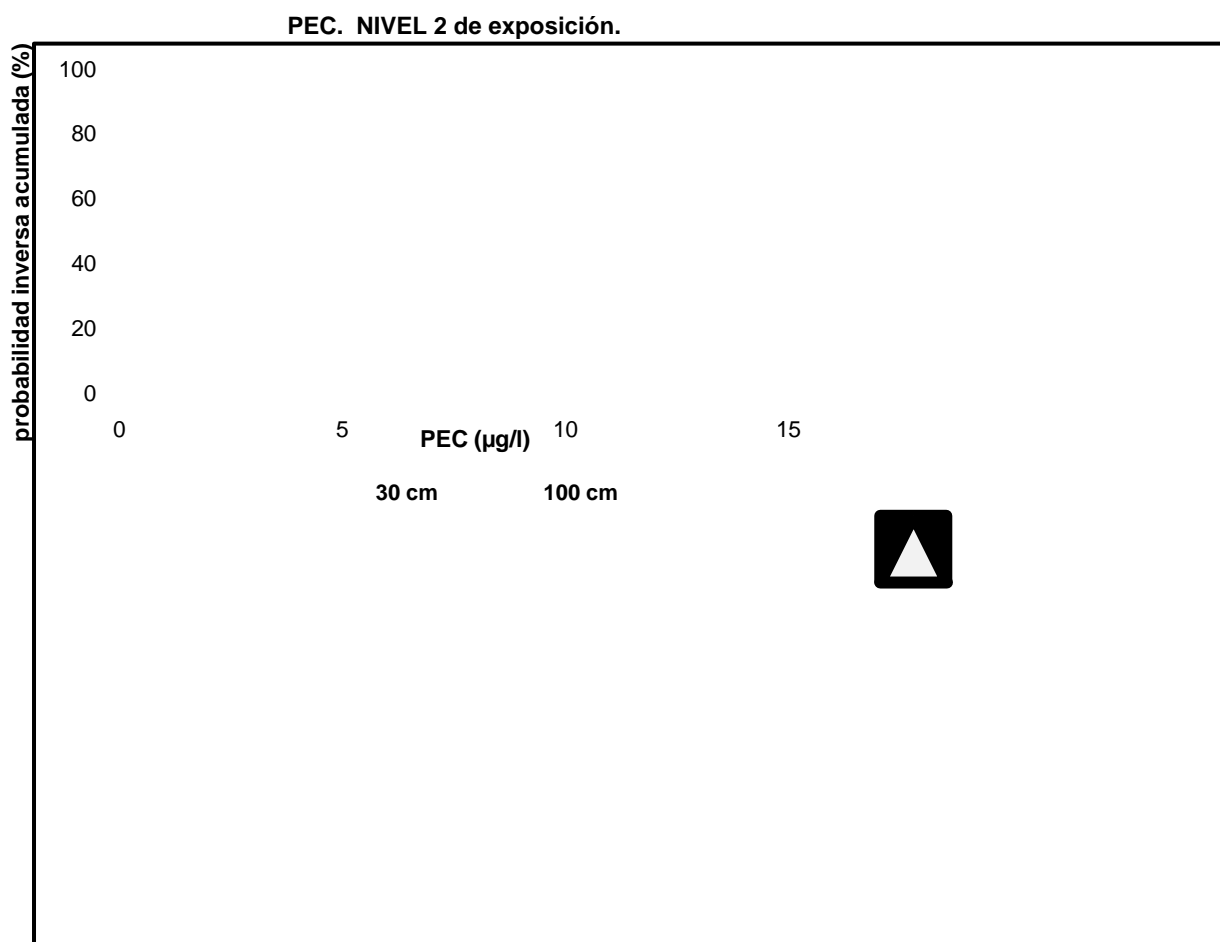 PEC.  NIVEL 2 de exposición.
probabilidad inversa acumulada (%)
100
80
60
40
20
0
0 5 10 15
PEC (µg/l)
30 cm 100 cm